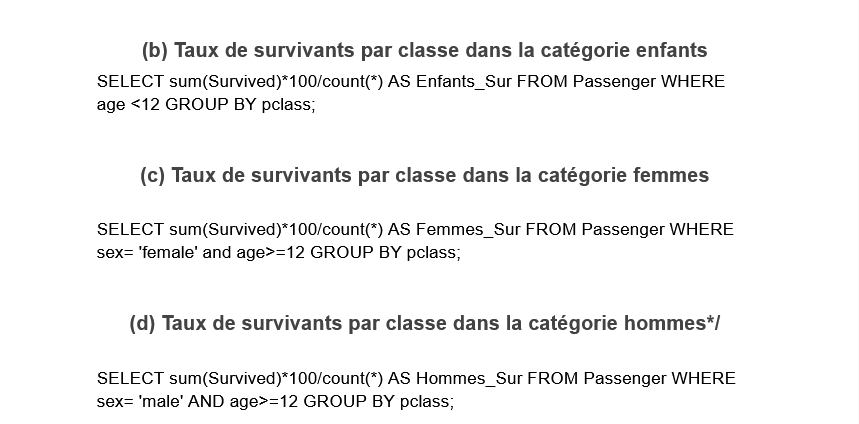 (b) Taux de survivants par classe dans la catégorie enfants
SELECT sum(Survived)*100/count(*) AS Enfants_Sur FROM Passenger WHERE
age <12 GROUP BY pclass;
(c) Taux de survivants par classe dans la catégorie femmes
SELECT sum(Survived)*100/count(*) AS Femmes_Sur FROM Passenger WHERE
sex= 'female' and age>=12 GROUP BY pclass;
(d) Taux de survivants par classe dans la catégorie hommes*/
SELECT sum(Survived)*100/count(*) AS Hommes_Sur FROM Passenger WHERE
sex= 'male' AND age>=12 GROUP BY pclass;